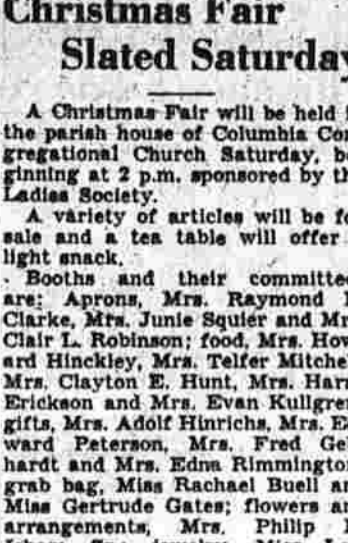 Christmas Fair
Slated Saturday
A Christmas Fair will be held
the parish house of Columbia Con
gregational Church Saturday, be
ginning at 2 p.m. sponsored by th
Ladies Society.
A variety of articles will be fo
sale and a tea table will offer
light snack.
Booths and their committee
are: Aprons, Mrs. Raymond
Clarke, Mrs. Junie Squier and Mr
Clair L. Robinson; food, Mrs. How
ard Hinckley, Mrs. Telfer Mitchel
Mrs. Clayton E. Hunt, Mrs. Harr
Erickson and Mrs. Evan Kullgren
gifts, Mrs. Adolf Hinrichs, Mrs. E
ward Peterson, Mrs. Fred Ge
hardt and Mrs. Edna Rimmington
grab bag, Miss Rachael Buell an
Miss Gertrude Gates; flowers an
arrangements, Mrs. Philip